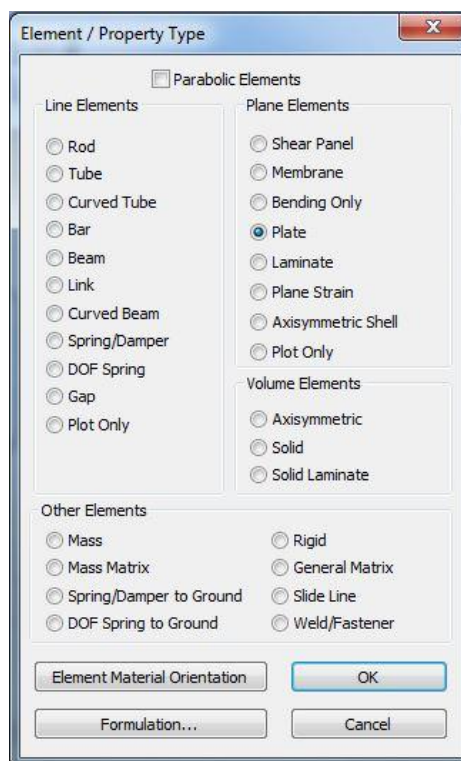 Element / Property Type
Parabolic Elements
Line Elements
Rod
Tube
Curved Tube
Bar
Beam
Link
Curved Beam
Spring/Damper
DOF Spring
Gap
Plot Only
Plane Elements
Shear Panel
Membrane
Bending Only
Plate
Laminate
Plane Strain
Axisymmetric Shell
Plot Only
Volume Elements
Axisymmetric
Solid
Solid Laminate
Other Elements
Mass
Mass Matrix
Spring/Damper to Ground
DOF Spring to Ground
Rigid
General Matrix
Slide Line
Weld/Fastener
Element Material Orientation
OK
Formulation...
Cancel